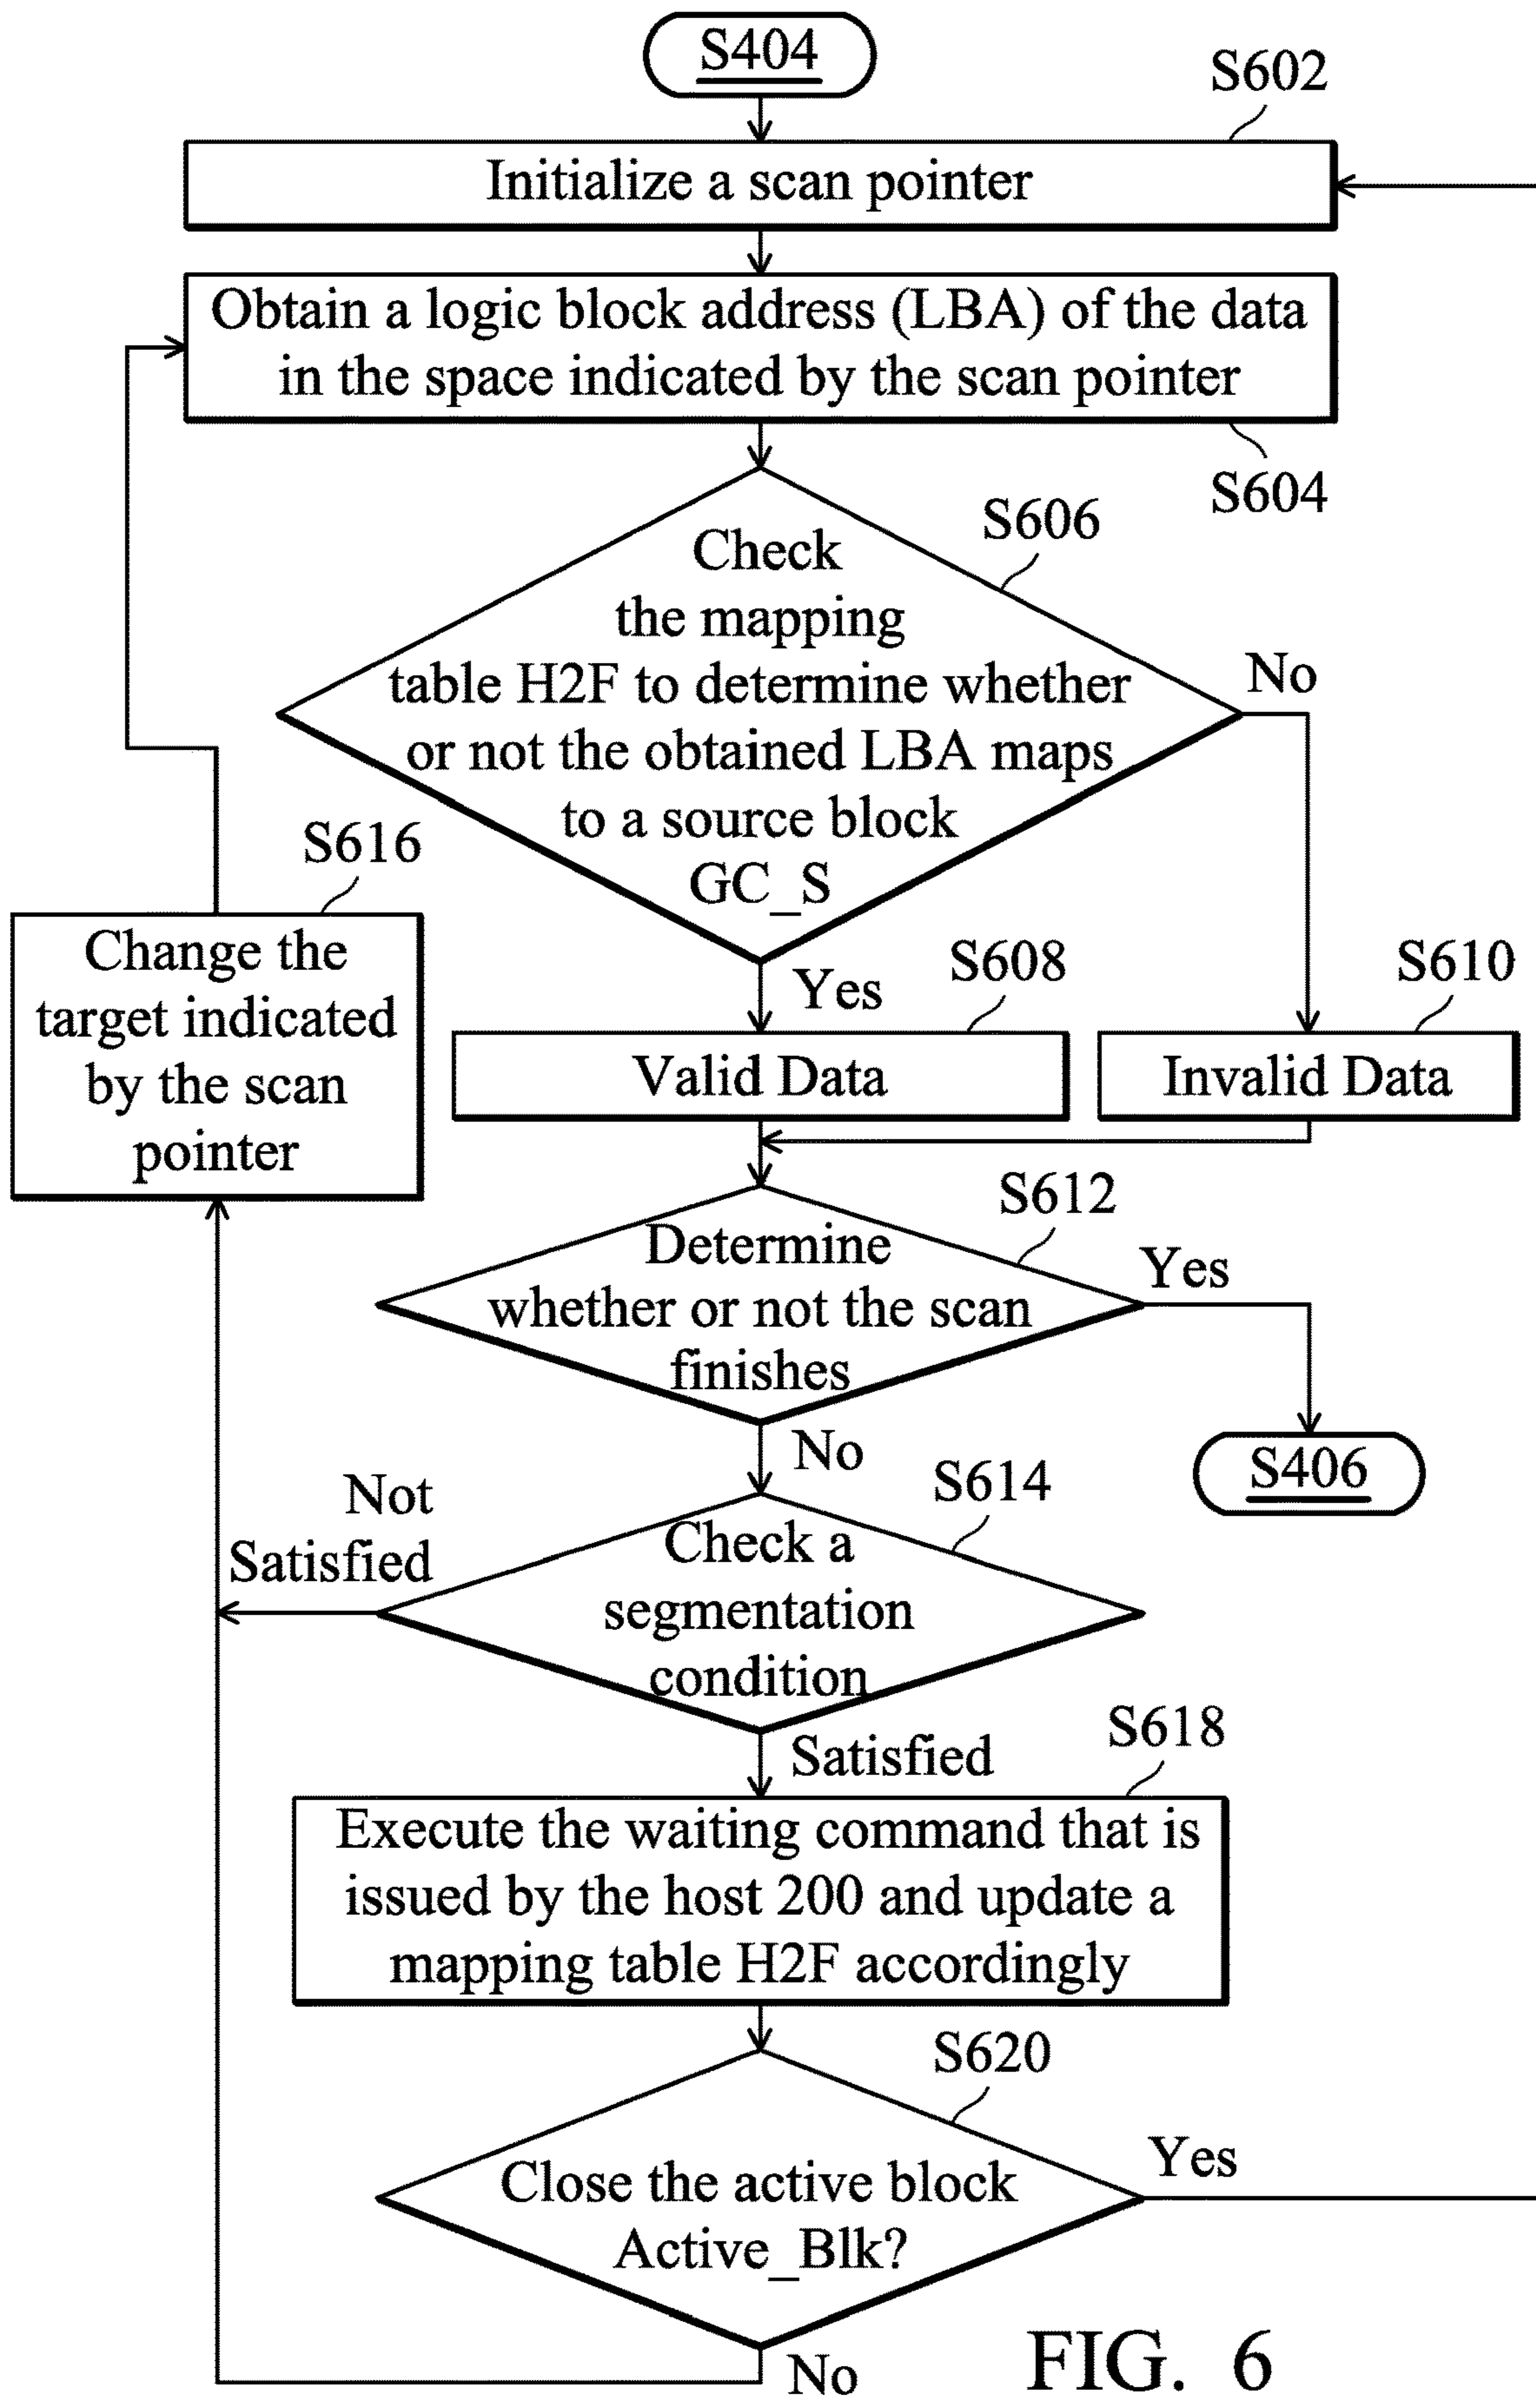 S404
S602
Initialize a scan pointer
Obtain a logic block address (LBA) of the data
in the space indicated by the scan pointer
S604
S606
Check
the mapping
table H2F to determine whether
or not the obtained LBA maps
to a source block
GC_S
No
Yes
S616
Change the
target indicated
by the scan
pointer
S608
Valid Data
S610
Invalid Data
S612
Determine
whether or not the scan
finishes
Yes
No
S406
S614
Check a
segmentation
condition
Not
Satisfied
Satisfied
S618
Execute the waiting command that is
issued by the host 200 and update a
mapping table H2F accordingly
S620
Close the active block
Active_Blk?
Yes
No
FIG. 6